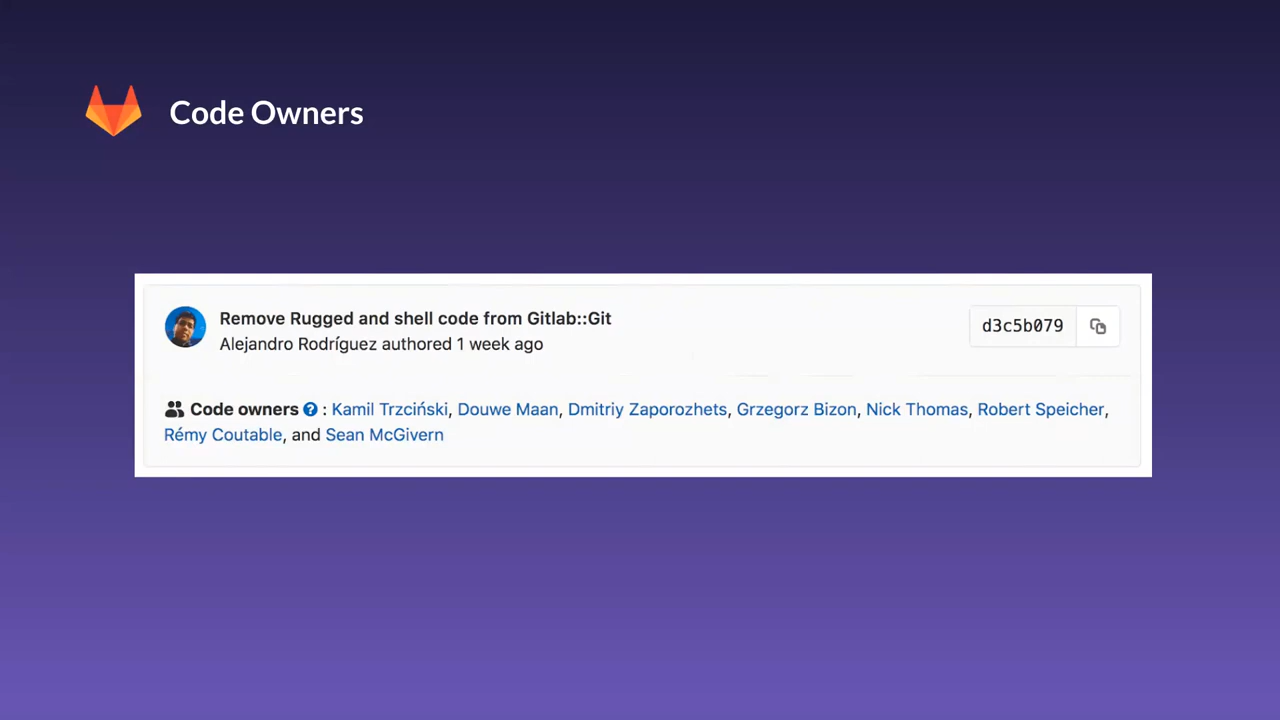 Code Owners
Remove Rugged and shell code from Gitlab::Git
Alejandro Rodríguez authored 1 week ago
d3c5b079
Code owners ? : Kamil Trzciński, Douwe Maan, Dmitriy Zaporozhets, Grzegorz Bizon, Nick Thomas, Robert Speicher,
Rémy Coutable, and Sean McGivern